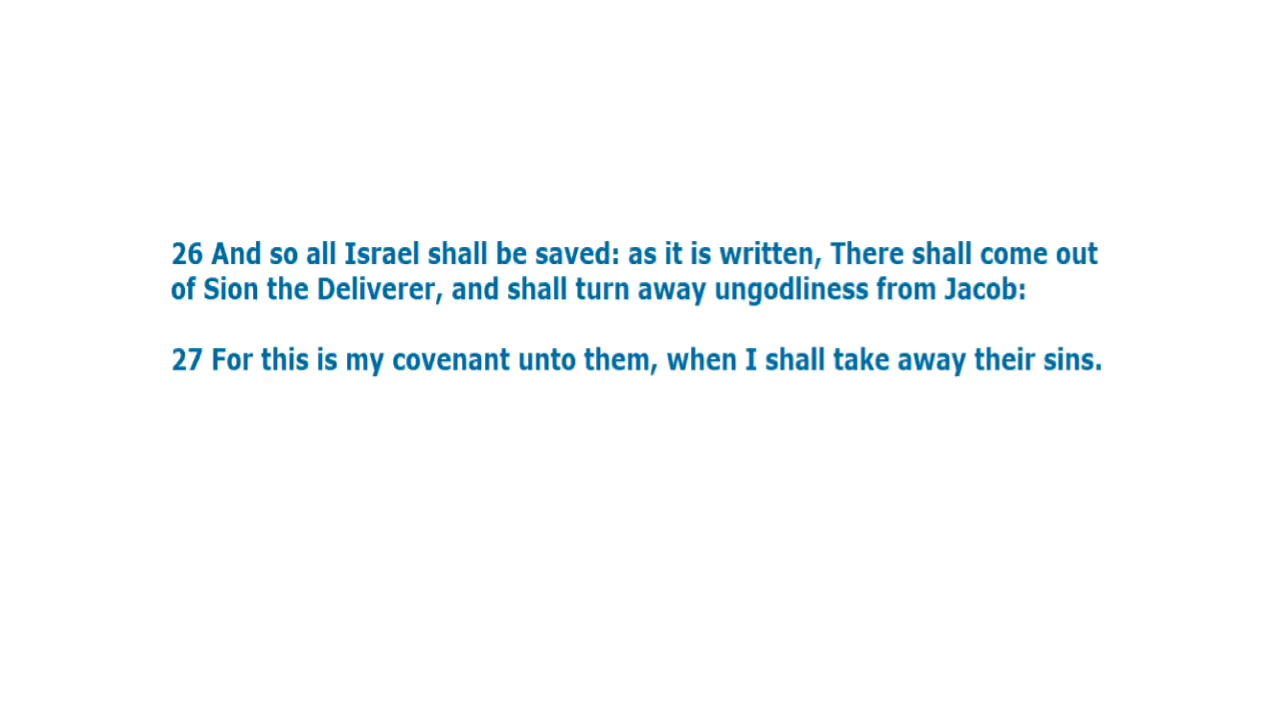 26 And so all Israel shall be saved: as it is written, There shall come out
of Sion the Deliverer, and shall turn away ungodliness from Jacob:
27 For this is my covenant unto them, when I shall take away their sins.